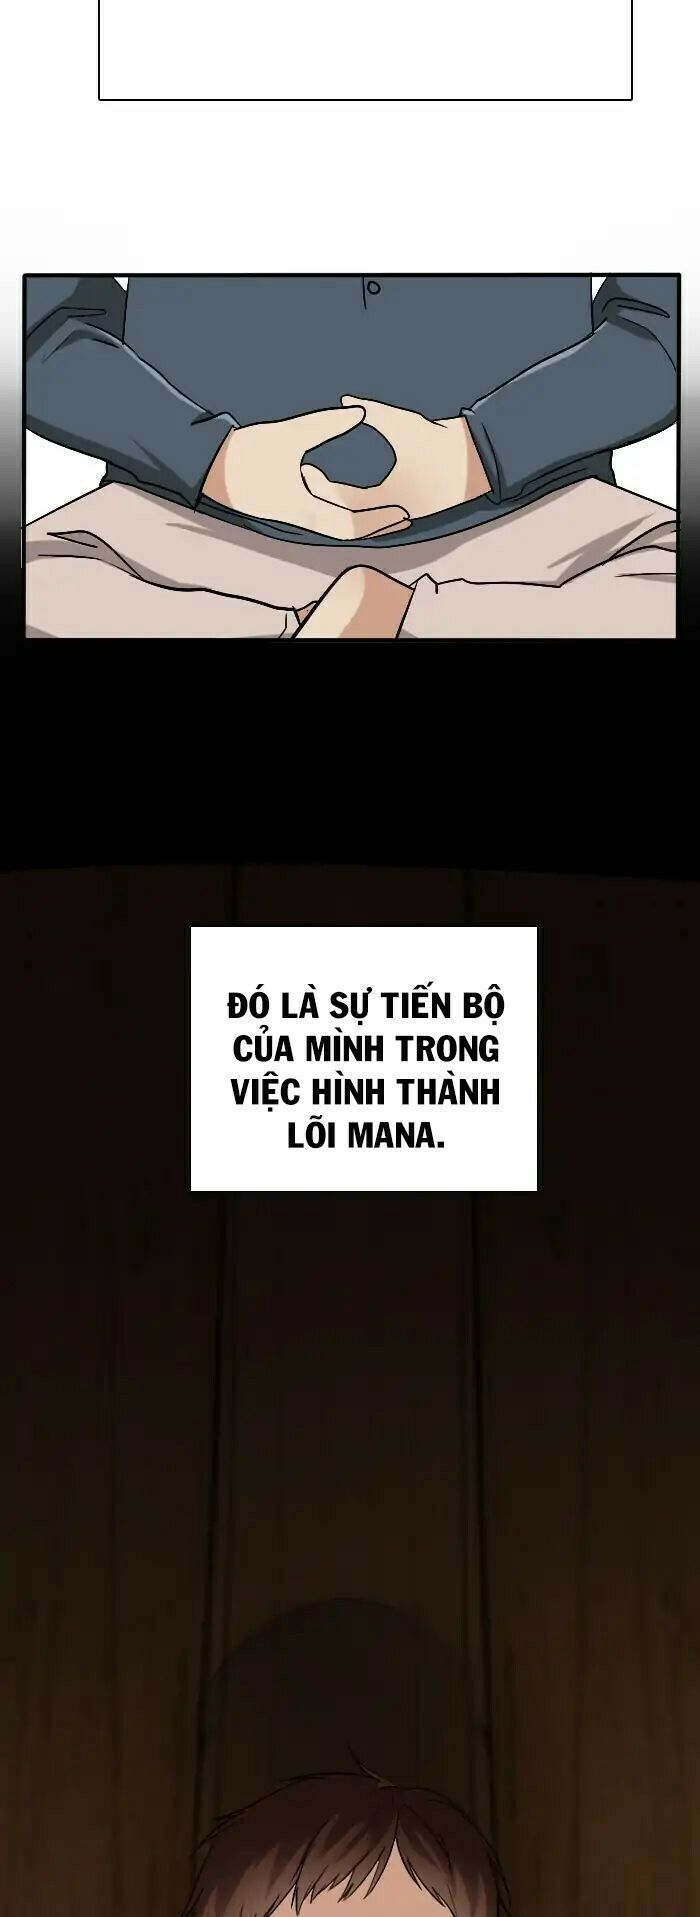 ĐÓ LÀ SỰ TIẾN BỘ
CỦA MÌNH TRONG
VIỆC HÌNH THÀNH
LÕI MANA.